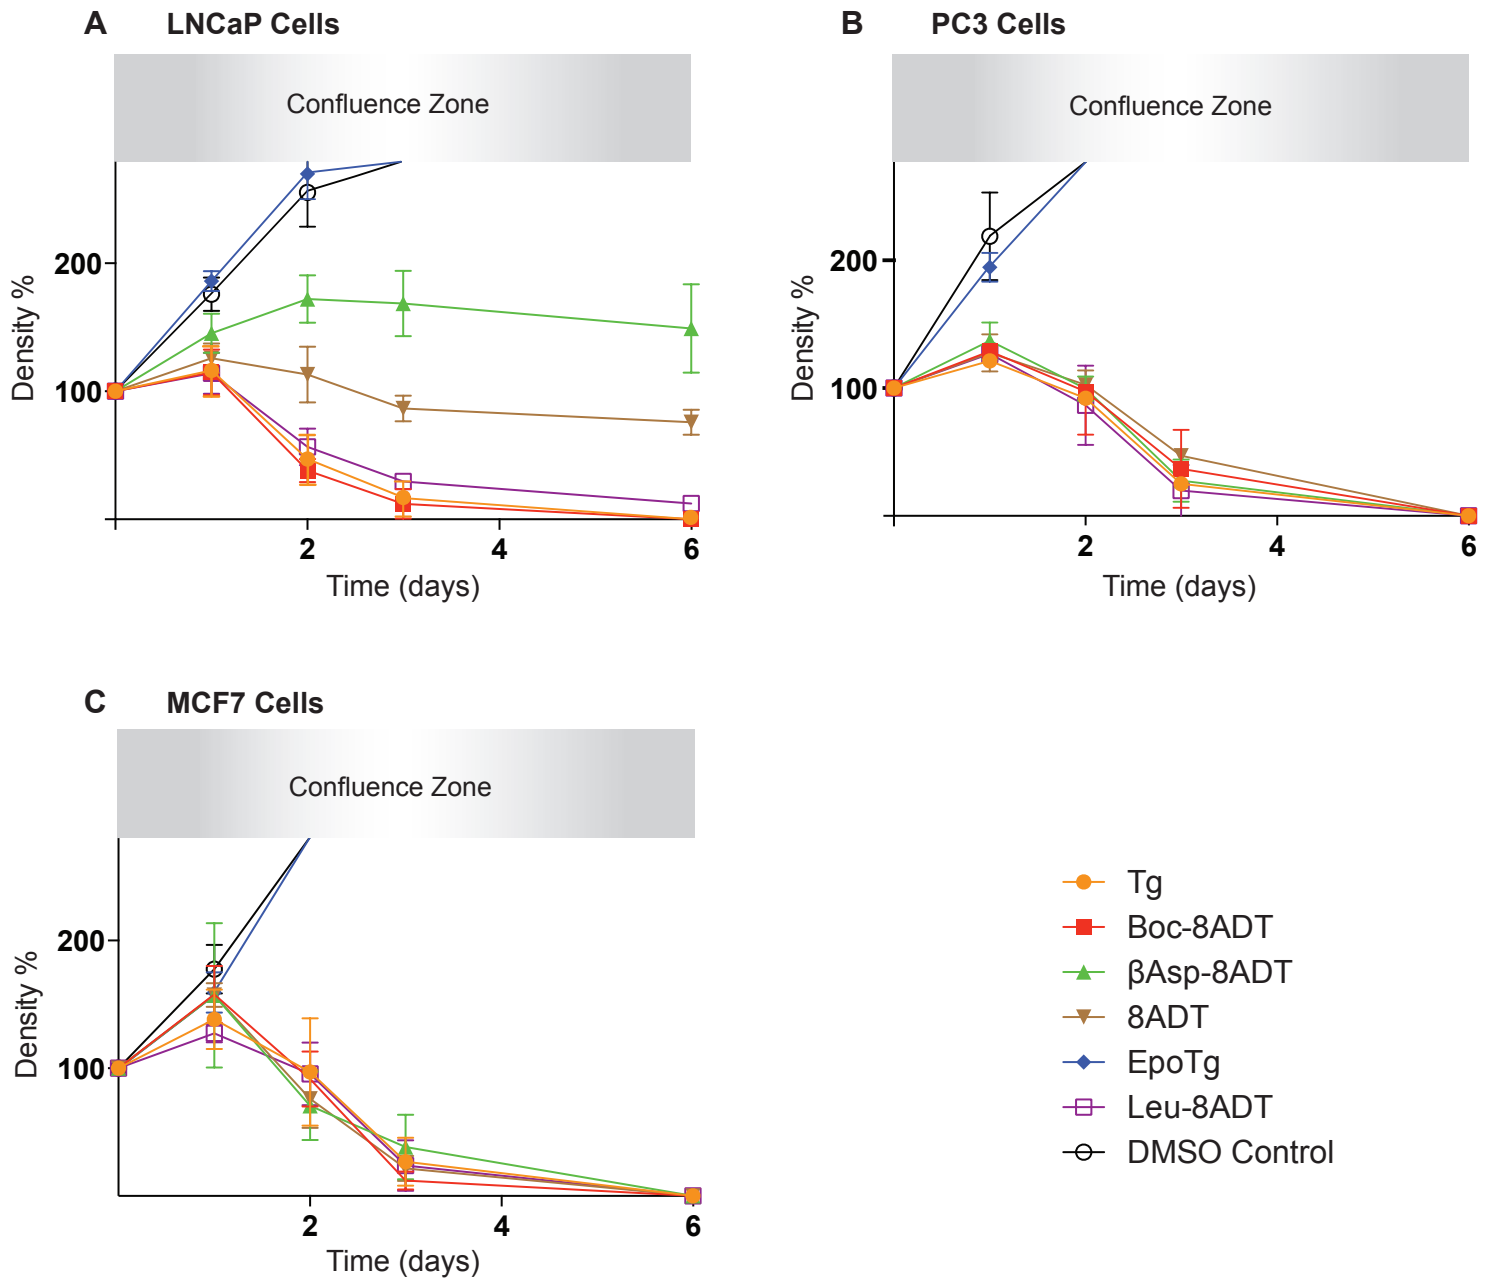 A LNCaP Cells
Confluence Zone
200
100
Density %
2 4 6
Time (days)
B PC3 Cells
Confluence Zone
200
100
Density %
2 4 6
Time (days)
C MCF7 Cells
Confluence Zone
200
100
Density %
2 4 6
Time (days)
Tg
Boc-8ADT
βAsp-8ADT
8ADT
EpoTg
Leu-8ADT
DMSO Control